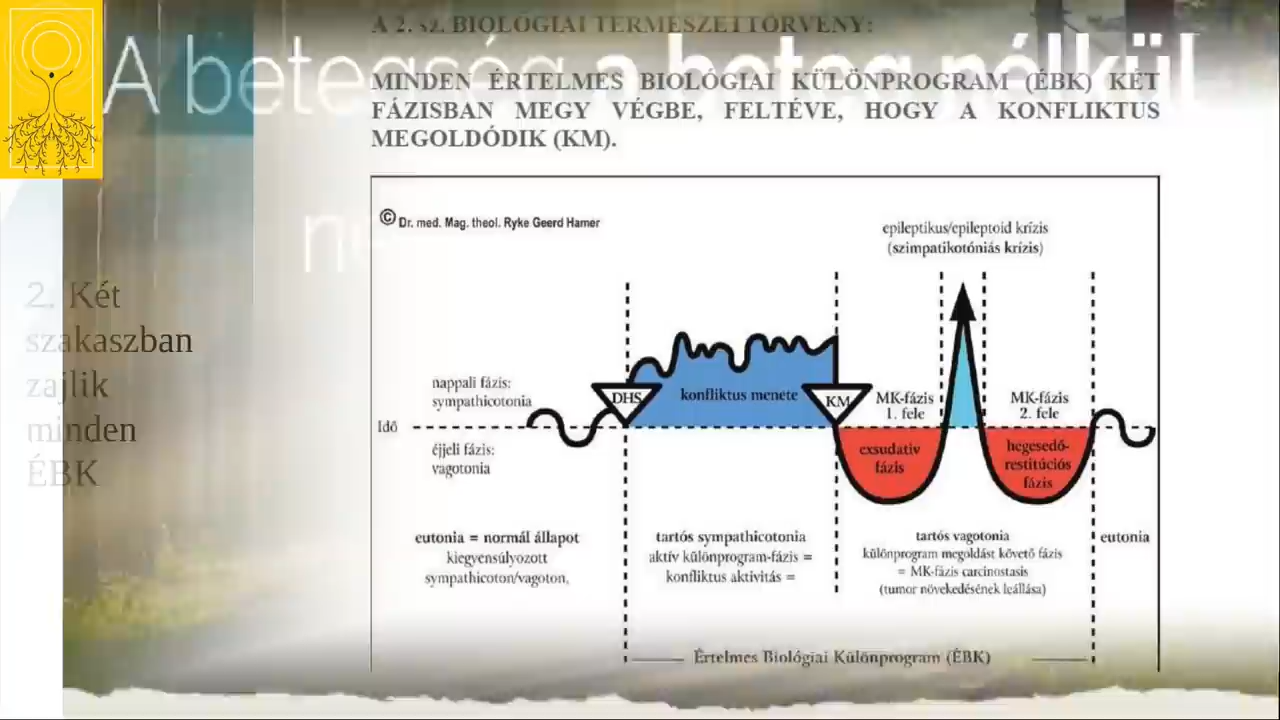 A 2. sz. BIOLÓGIAI TERMÉSZETTÖRVÉNY:
A betegség a beteg nélkül
MINDEN ÉRTELMES BIOLÓGIAI KÜLÖNPROGRAM (ÉBK) KÉT
FÁZISBAN MEGY VÉGBE, FELTÉVE, HOGY A KONFLIKTUS
MEGOLDÓDIK (KM).
2. Két
szakaszban
zajlik
minden
ÉBK
© Dr. med. Mag. theol. Ryke Geerd Hamer
epileptikus/epileptoid krízis
(szimpatikotóniás krízis)
nappali fázis:
sympathicotonia
DHS
konfliktus menete
KM
MK-fázis
1. fele
MK-fázis
2. fele
Idő
éjjeli fázis:
vagotonia
exsudatív
fázis
hegesedő-
restitúciós
fázis
eutonia = normál állapot
kiegyensúlyozott
sympathicoton/vagoton,
tartós sympathicotonia
aktív különprogram-fázis =
konfliktus aktivitás =
tartós vagotonia
különprogram megoldást követő fázis
= MK-fázis carcinostasis
(tumor növekedésének leállása)
eutonia
Értelmes Biológiai Különprogram (ÉBK)